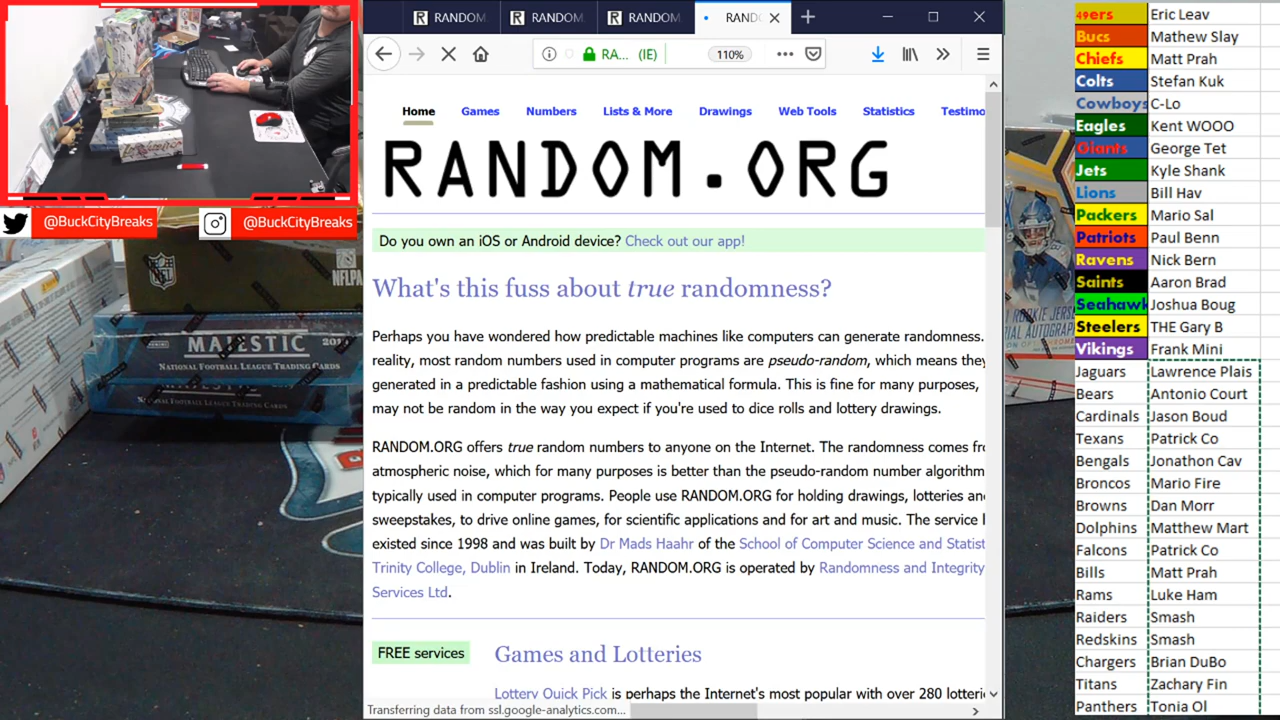 @BuckCityBreaks
@BuckCityBreaks
NFLPA
MAJESTIC
NATIONAL FOOTBALL LEAGUE TRADING CARDS
RANDOM
RANDOM
RANDOM
RAND
RA... (IE)
110%
Home Games Numbers Lists & More Drawings Web Tools Statistics Testimo
RANDOM.ORG
Do you own an iOS or Android device? Check out our app!
What's this fuss about true randomness?
Perhaps you have wondered how predictable machines like computers can generate randomness.
reality, most random numbers used in computer programs are pseudo-random, which means they
generated in a predictable fashion using a mathematical formula. This is fine for many purposes,
may not be random in the way you expect if you're used to dice rolls and lottery drawings.
RANDOM.ORG offers true random numbers to anyone on the Internet. The randomness comes fr
atmospheric noise, which for many purposes is better than the pseudo-random number algorithm
typically used in computer programs. People use RANDOM.ORG for holding drawings, lotteries an
sweepstakes, to drive online games, for scientific applications and for art and music. The service
existed since 1998 and was built by Dr Mads Haahr of the School of Computer Science and Statist
Trinity College, Dublin in Ireland. Today, RANDOM.ORG is operated by Randomness and Integrity
Services Ltd.
FREE services
Games and Lotteries
Lottery Quick Pick is perhaps the Internet's most popular with over 280 lotterie
Transferring data from ssl.google-analytics.com...
49ers Eric Leav
Bucs Mathew Slay
Chiefs Matt Prah
Colts Stefan Kuk
Cowboys C-Lo
Eagles Kent WOOO
Giants George Tet
Jets Kyle Shank
Lions Bill Hav
Packers Mario Sal
Patriots Paul Benn
Ravens Nick Bern
Saints Aaron Brad
Seahawk Joshua Boug
Steelers THE Gary B
Vikings Frank Mini
Jaguars Lawrence Plais
Bears Antonio Court
Cardinals Jason Boud
Texans Patrick Co
Bengals Jonathon Cav
Broncos Mario Fire
Browns Dan Morr
Dolphins Matthew Mart
Falcons Patrick Co
Bills Matt Prah
Rams Luke Ham
Raiders Smash
Redskins Smash
Chargers Brian DuBo
Titans Zachary Fin
Panthers Tonia Ol